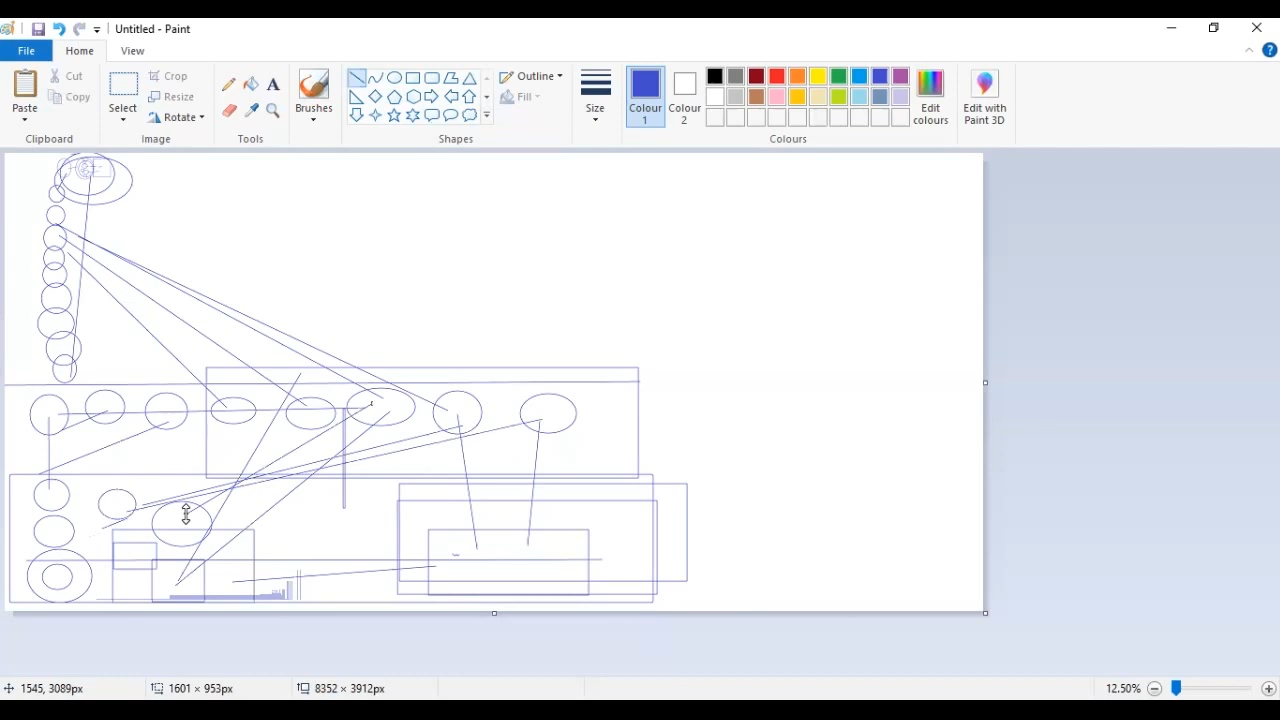 Untitled - Paint
File Home View
Paste
Cut
Copy
Clipboard
Select
Crop
Resize
Rotate
Image
A
Tools
Brushes
Shapes
Outline
Fill
Size
Colour 1
Colour 2
Edit colours
Colours
Edit with Paint 3D
1545, 3089px
1601 × 953px
8352 × 3912px
12.50%